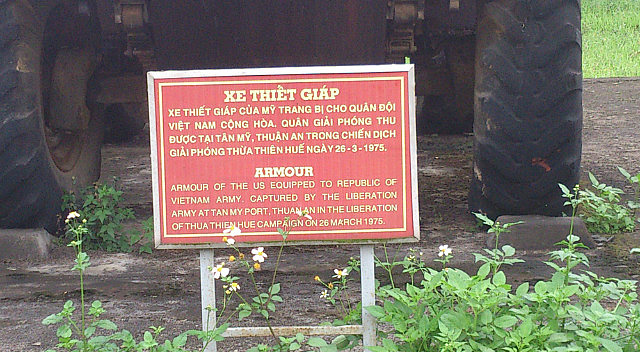 XE THIẾT GIÁP
XE THIẾT GIÁP CỦA MỸ TRANG BỊ CHO QUÂN ĐỘI
VIỆT NAM CỘNG HÒA. QUÂN GIẢI PHÓNG THU
ĐƯỢC TẠI TÂN MỸ, THUẬN AN TRONG CHIẾN DỊCH
GIẢI PHÓNG THỪA THIÊN HUẾ NGÀY 26-3-1975.
ARMOUR
ARMOUR OF THE US EQUIPPED TO REPUBLIC OF
VIETNAM ARMY. CAPTURED BY THE LIBERATION
ARMY AT TAN MY PORT, THUAN AN IN THE LIBERATION
OF THUA THIEN HUE CAMPAIGN ON 26 MARCH 1975.